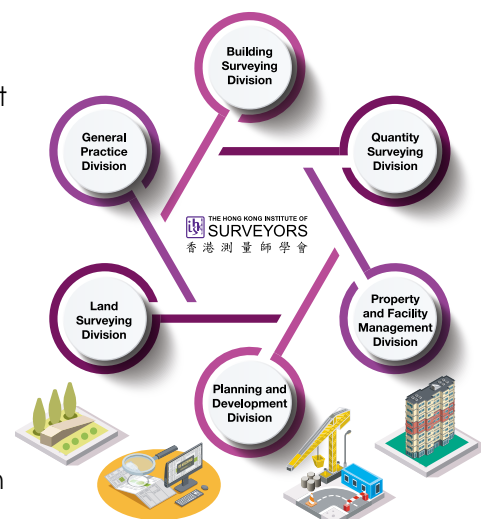 Building
Surveying
Division
t
General
Practice
Division
Quantity
Surveying
Division
THE HONG KONG INSTITUTE OF
SURVEYORS
香港測量師學會
Land
Surveying
Division
Property
and Facility
Management
Division
Planning and
Development
Division
n